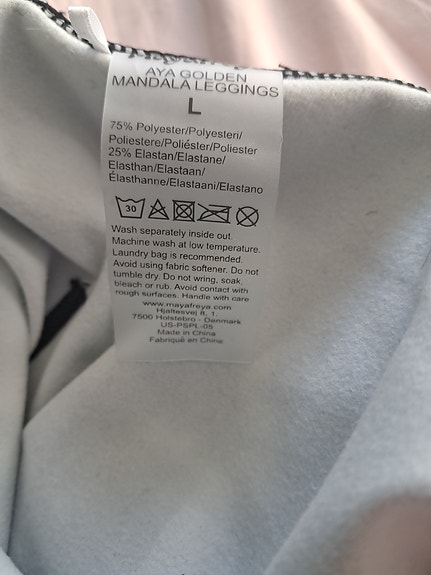 AYA GOLDEN
MANDALA LEGGINGS
L
75% Polyester/Polyesteri/
Poliestere/Poliéster/Poliester
25% Elastan/Elastane/
Elasthan/Elastaan/
Élasthanne/Elastaani/Elastano
30
Wash separately inside out.
Machine wash at low temperature.
Laundry bag is recommended.
Avoid using fabric softener. Do not
tumble dry. Do not wring, soak,
bleach or rub. Avoid contact with
rough surfaces. Handle with care
www.mayafreya.com
Hjaltesvej ft, 1.
7500 Holstebro - Denmark
US-PSPL-05
Made in China
Fabriqué en Chine